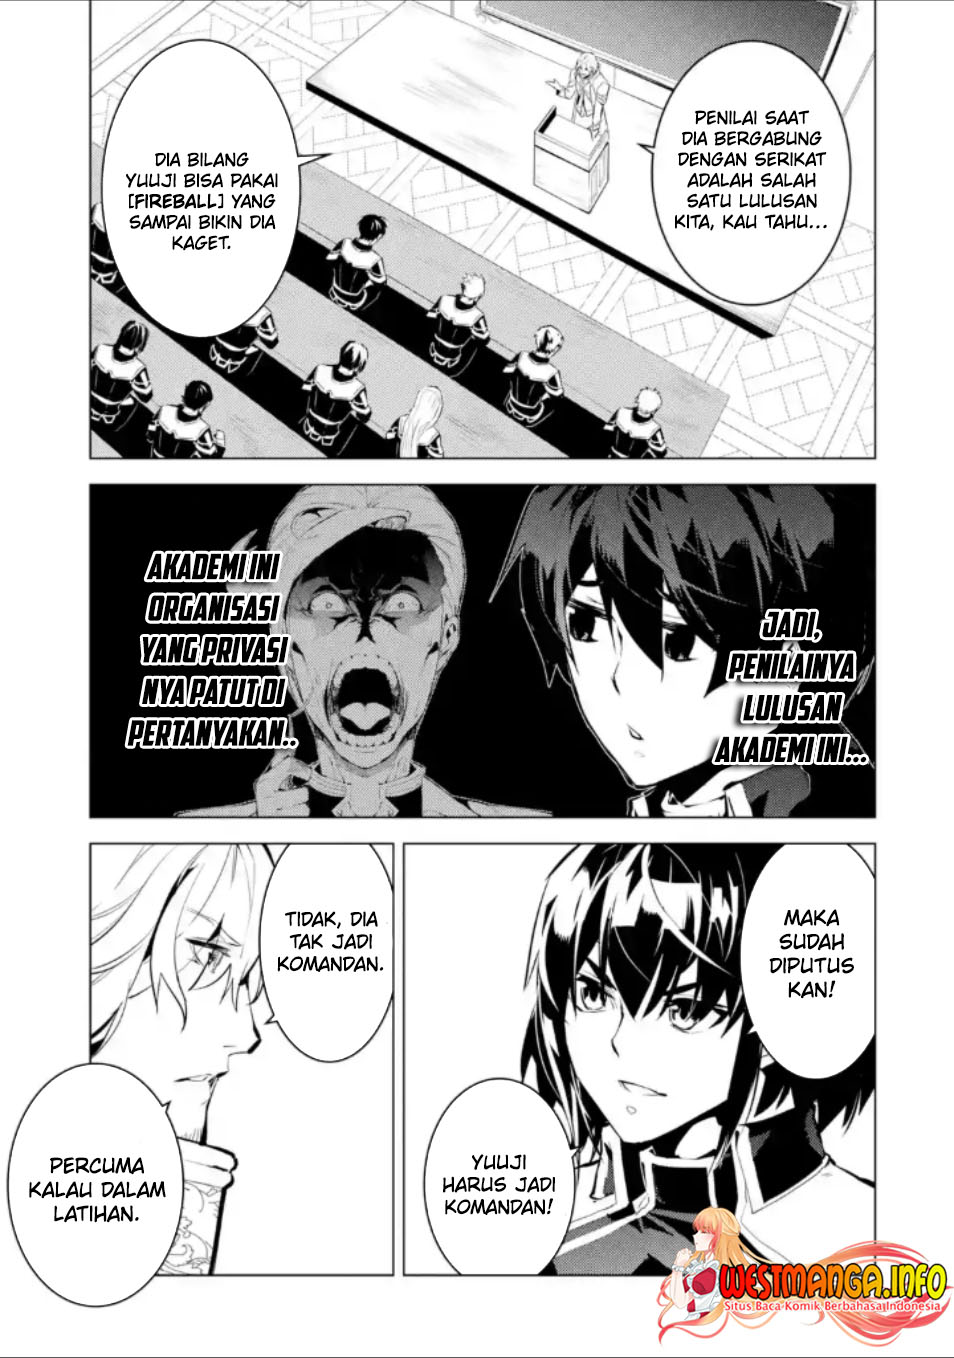 PENILAI SAAT
DIA BERGABUNG
DENGAN SERIKAT
ADALAH SALAH
SATU LULUSAN
KITA, KAU TAHU...
DIA BILANG
YUUJI BISA PAKAI
[FIREBALL] YANG
SAMPAI BIKIN DIA
KAGET.
JADI,
PENILAINYA
LULUSAN
AKADEMI INI...
AKADEMI INI
ORGANISASI
YANG PRIVASI
NYA PATUT DI
PERTANYAKAN..
MAKA
SUDAH
DIPUTUS
KAN!
YUUJI
HARUS JADI
KOMANDAN!
TIDAK, DIA
TAK JADI
KOMANDAN.
PERCUMA
KALAU DALAM
LATIHAN.
WESTMANGA.INFO
Situs Baca Komik Berbahasa Indonesia